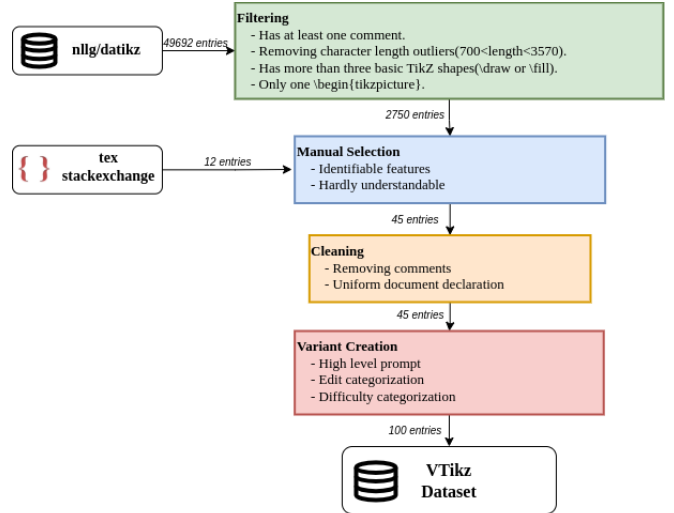 Filtering
- Has at least one comment.
nllg/datikz
49692 entries
- Removing character length outliers(700<length<3570).
- Has more than three basic TikZ shapes(\draw or \fill).
- Only one \begin{tikzpicture}.
2750 entries
{ }
tex
stackexchange
12 entries
Manual Selection
- Identifiable features
- Hardly understandable
45 entries
Cleaning
- Removing comments
- Uniform document declaration
45 entries
Variant Creation
- High level prompt
- Edit categorization
- Difficulty categorization
100 entries
VTikz
Dataset